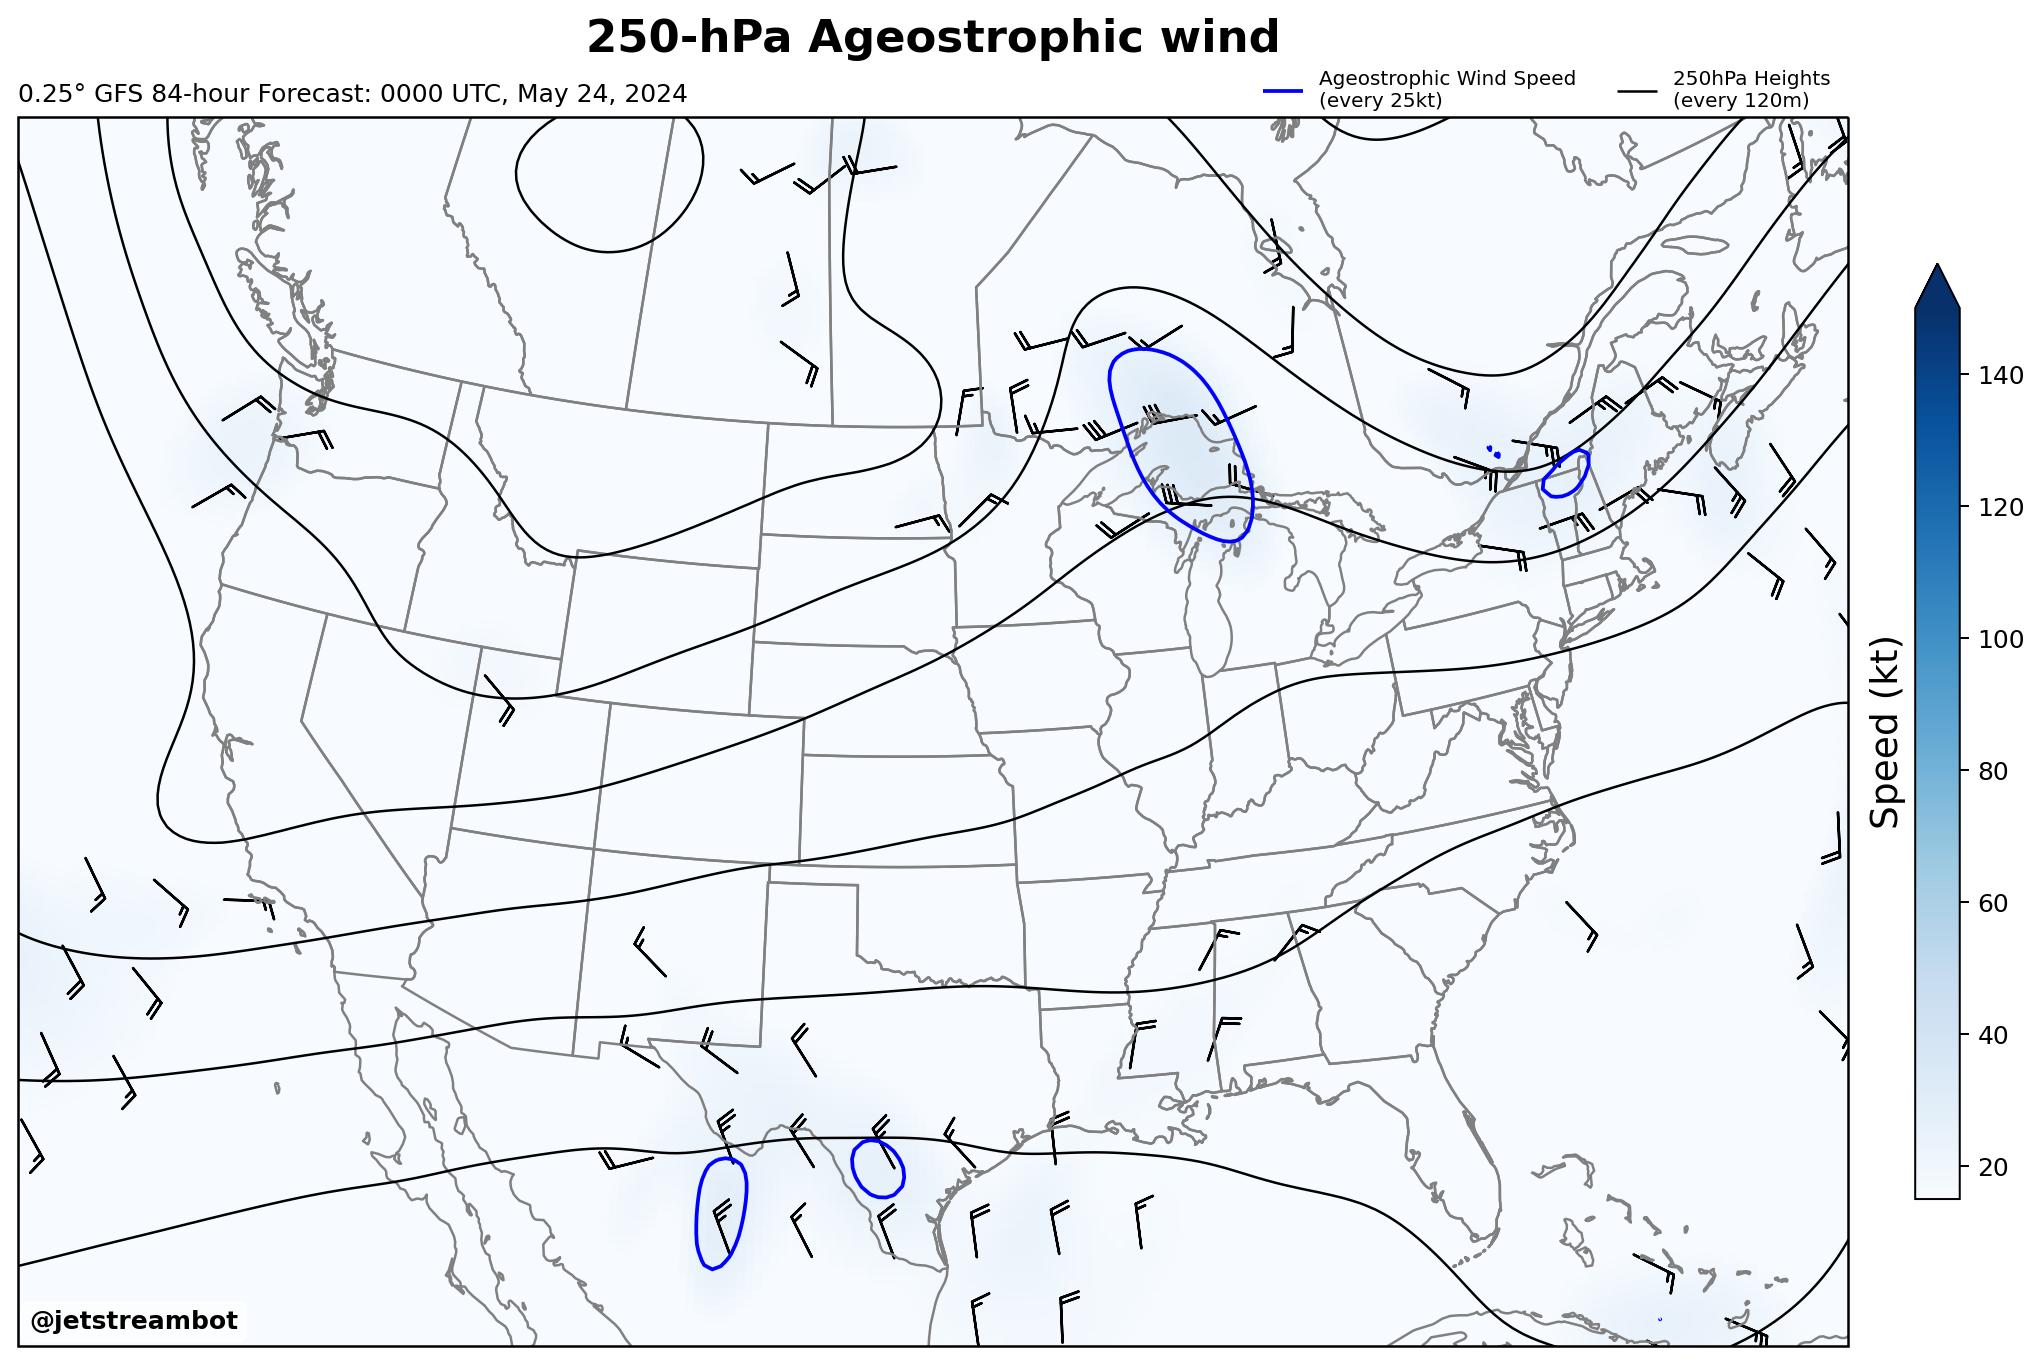 250-hPa Ageostrophic wind
0.25° GFS 84-hour Forecast: 0000 UTC, May 24, 2024
Ageostrophic Wind Speed
(every 25kt)
250hPa Heights
(every 120m)
140
120
100
80
60
40
20
Speed (kt)
@jetstreambot